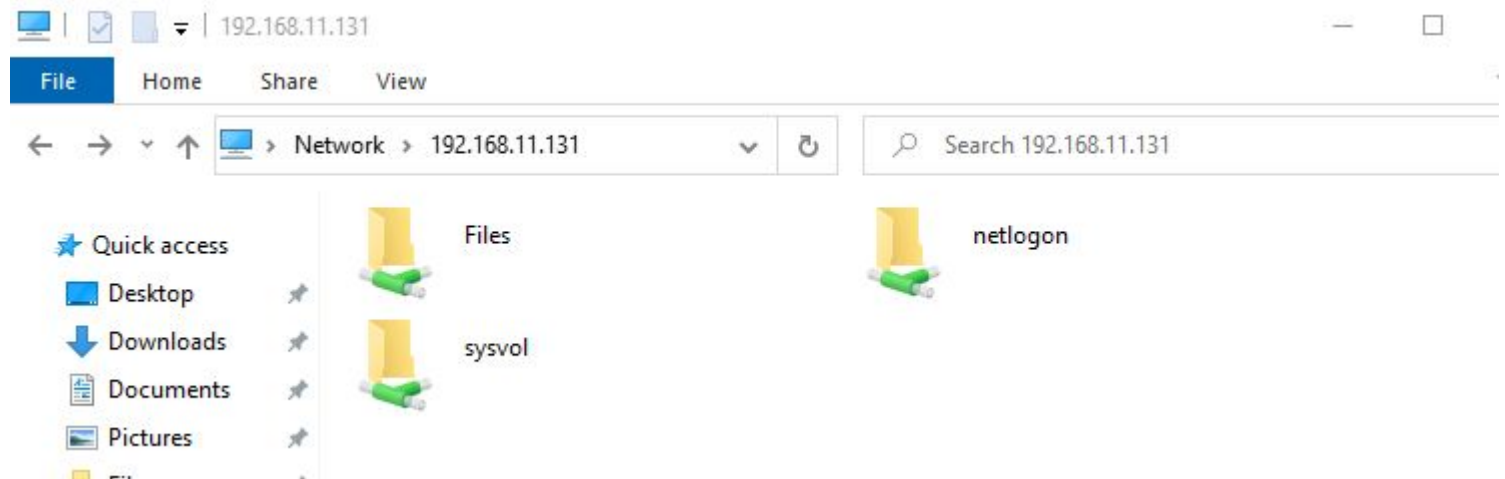 192.168.11.131
File Home Share View
Network > 192.168.11.131
Search 192.168.11.131
Quick access
Desktop
Downloads
Documents
Pictures
Files
netlogon
sysvol